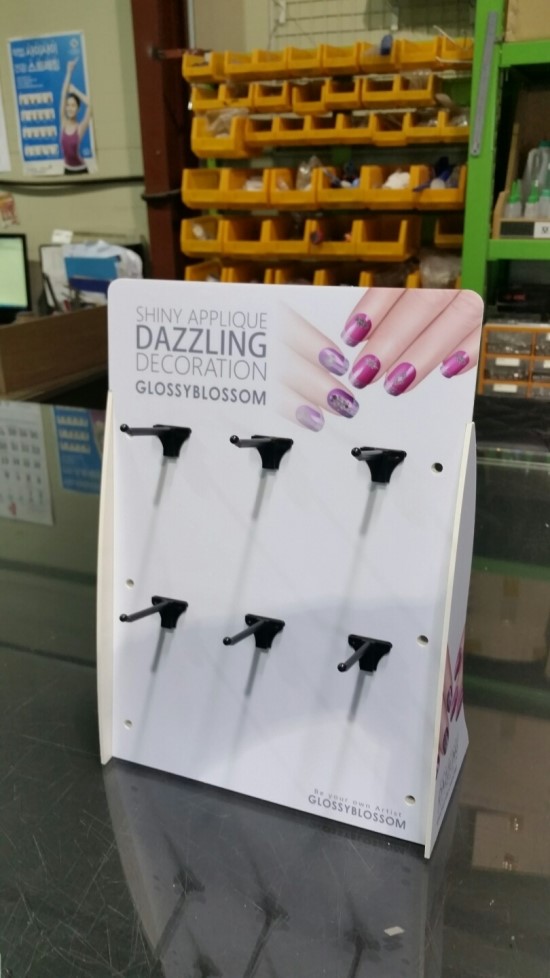 SHINY APPLIQUE
DAZZLING
DECORATION
GLOSSYBLOSSOM
Be your own Artist
GLOSSYBLOSSOM